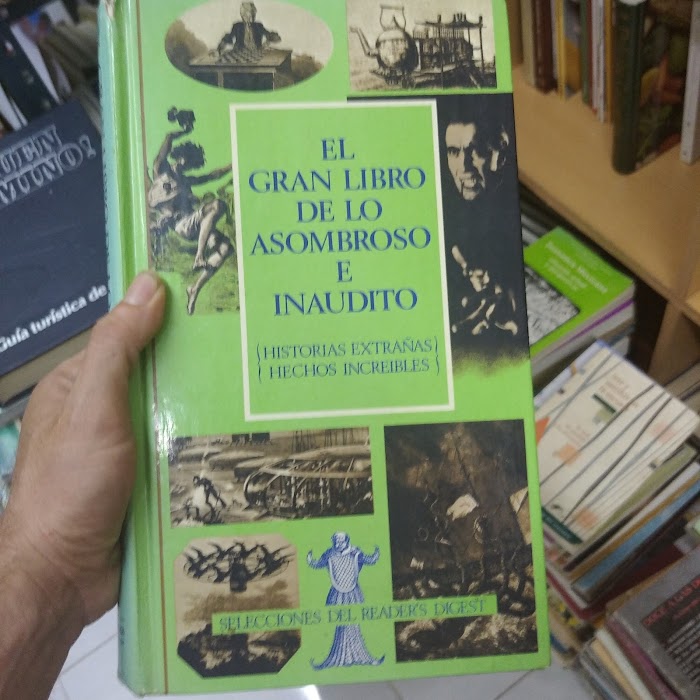 EL
GRAN LIBRO
DE LO
ASOMBROSO
E
INAUDITO
{HISTORIAS EXTRAÑAS}
{HECHOS INCREIBLES}
SELECCIONES DEL READER'S DIGEST
Guía turística de